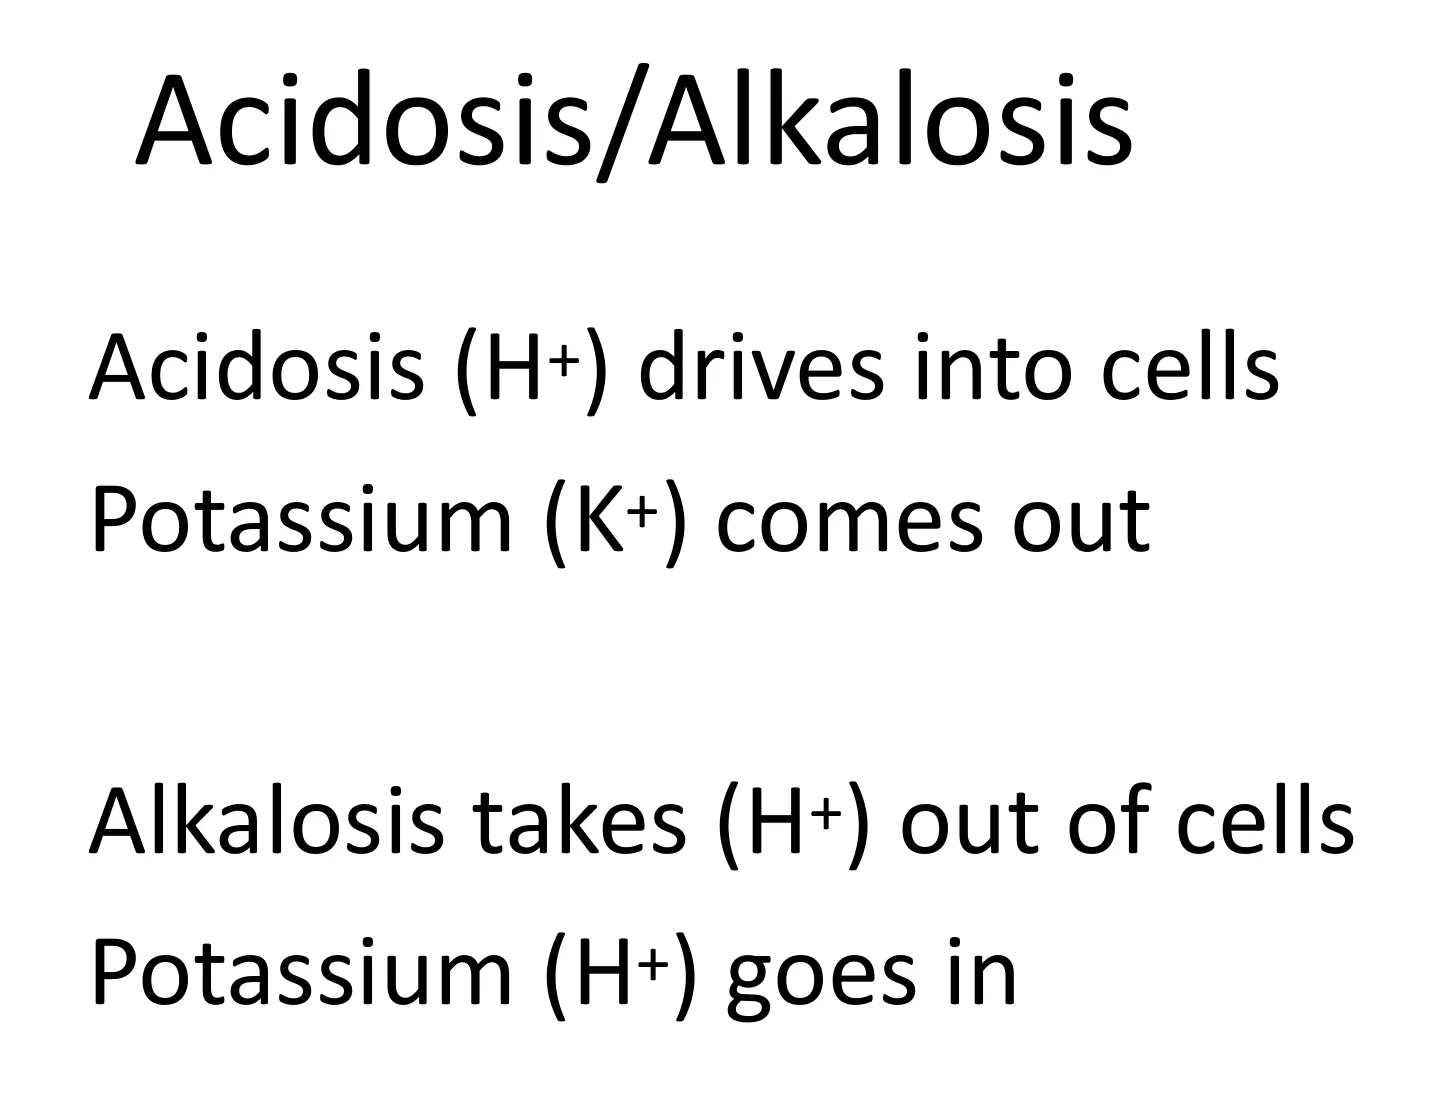 Acidosis/Alkalosis
Acidosis (H⁺) drives into cells
Potassium (K⁺) comes out
Alkalosis takes (H⁺) out of cells
Potassium (H⁺) goes in